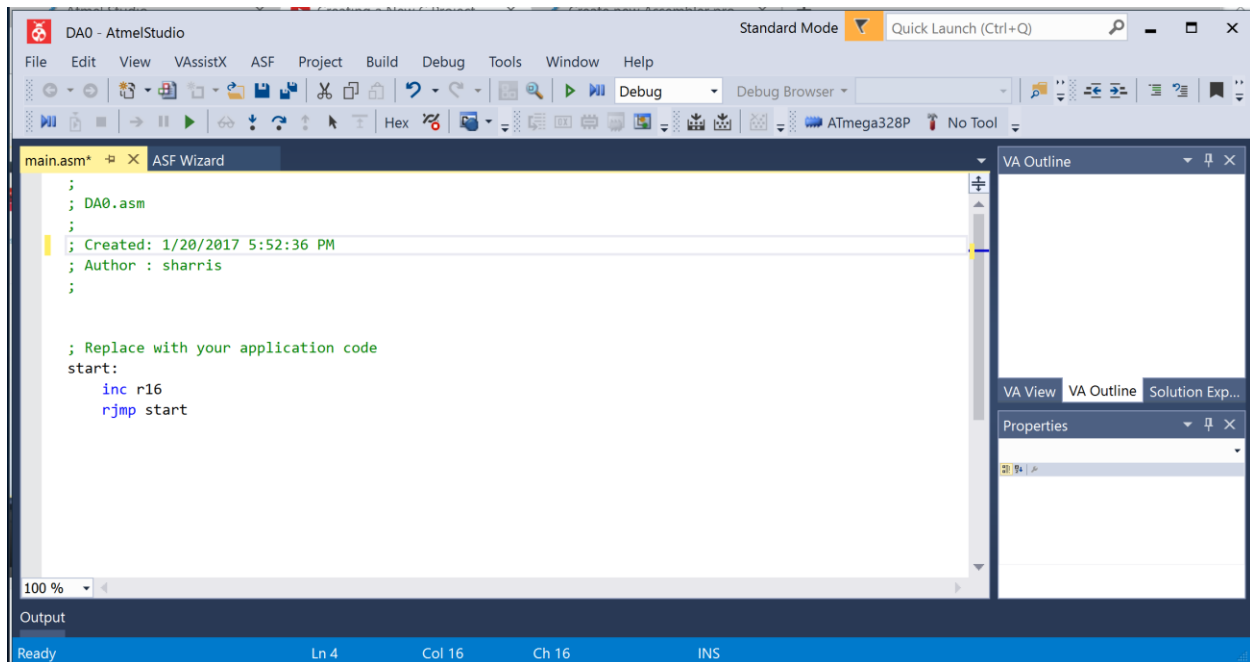 DA0 - AtmelStudio
Standard Mode
Quick Launch (Ctrl+Q)
File Edit View VAssistX ASF Project Build Debug Tools Window Help
Debug Debug Browser
Hex ATmega328P No Tool
main.asm* ASF Wizard
VA Outline
;
; DA0.asm
;
; Created: 1/20/2017 5:52:36 PM
; Author : sharris
;
; Replace with your application code
start:
inc r16
rjmp start
VA View VA Outline Solution Exp...
Properties
100 %
Output
Ready Ln 4 Col 16 Ch 16 INS